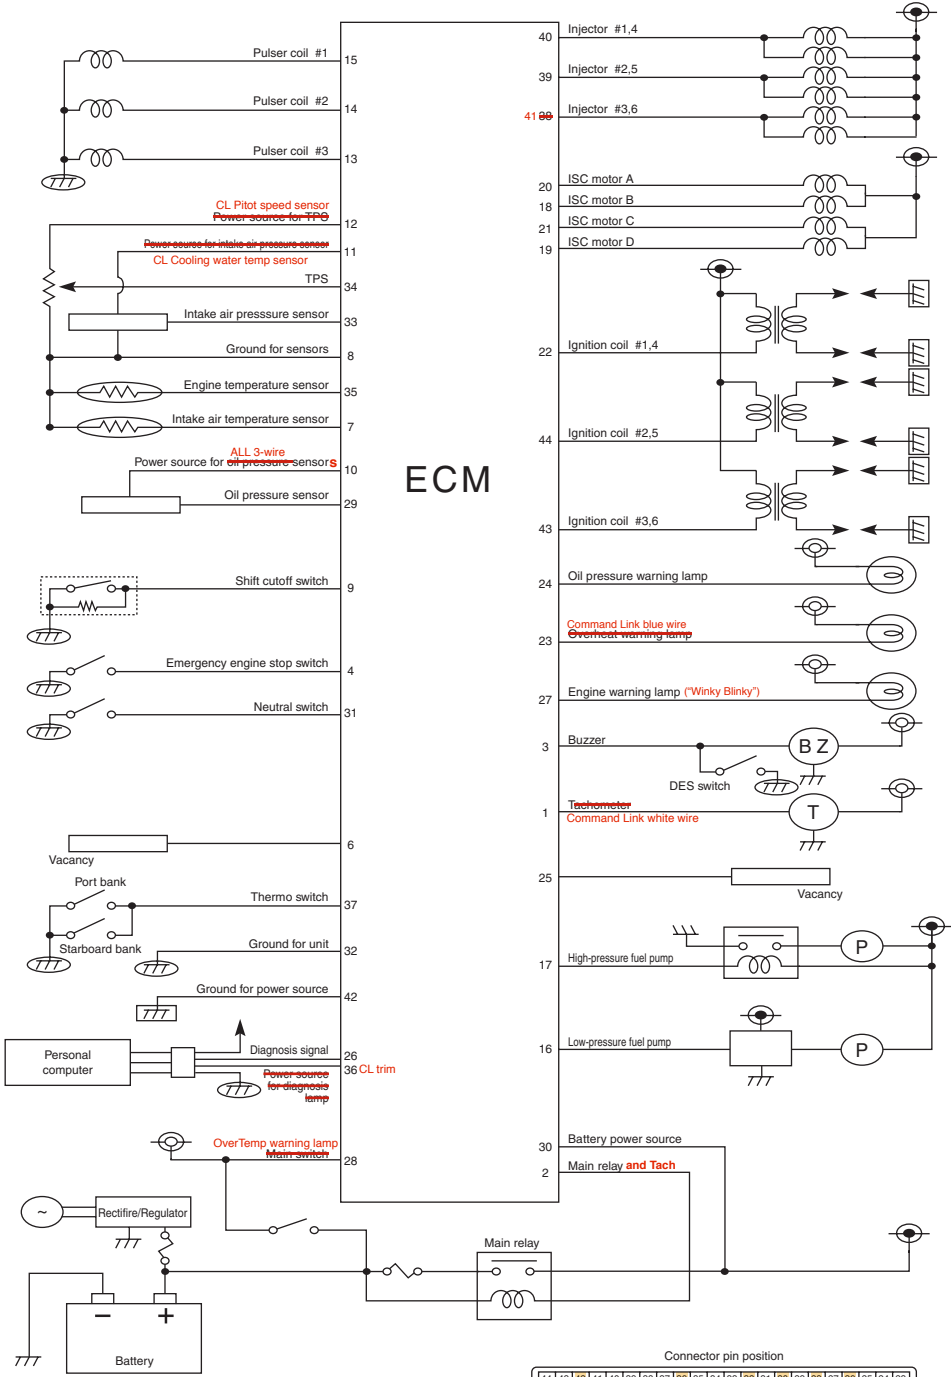 Pulser coil #1
15
Pulser coil #2
14
Pulser coil #3
13
CL Pitot speed sensor
Power source for TPS
12
Power source for intake air pressure sensor
11
CL Cooling water temp sensor
TPS
34
Intake air presssure sensor
33
Ground for sensors
8
Engine temperature sensor
35
Intake air temperature sensor
7
ALL 3-wire
Power source for oil pressure sensors
10
Oil pressure sensor
29
Shift cutoff switch
9
Emergency engine stop switch
4
Neutral switch
31
6
Vacancy
Port bank
Thermo switch
37
Starboard bank
Ground for unit
32
Ground for power source
42
Personal
computer
Diagnosis signal
26
36 CL trim
Power source
for diagnosis
lamp
OverTemp warning lamp
Main switch
28
~
Rectifire/Regulator
− +
Battery
ECM
40
Injector #1,4
39
Injector #2,5
41 38
Injector #3,6
20
ISC motor A
18
ISC motor B
21
ISC motor C
19
ISC motor D
22
Ignition coil #1,4
44
Ignition coil #2,5
43
Ignition coil #3,6
24
Oil pressure warning lamp
Command Link blue wire
23
Overheat warning lamp
27
Engine warning lamp ("Winky Blinky")
3
Buzzer
B Z
DES switch
1
Tachometer
Command Link white wire
T
25
Vacancy
17
High-pressure fuel pump
P
16
Low-pressure fuel pump
P
30
Battery power source
2
Main relay and Tach
Main relay
Connector pin position